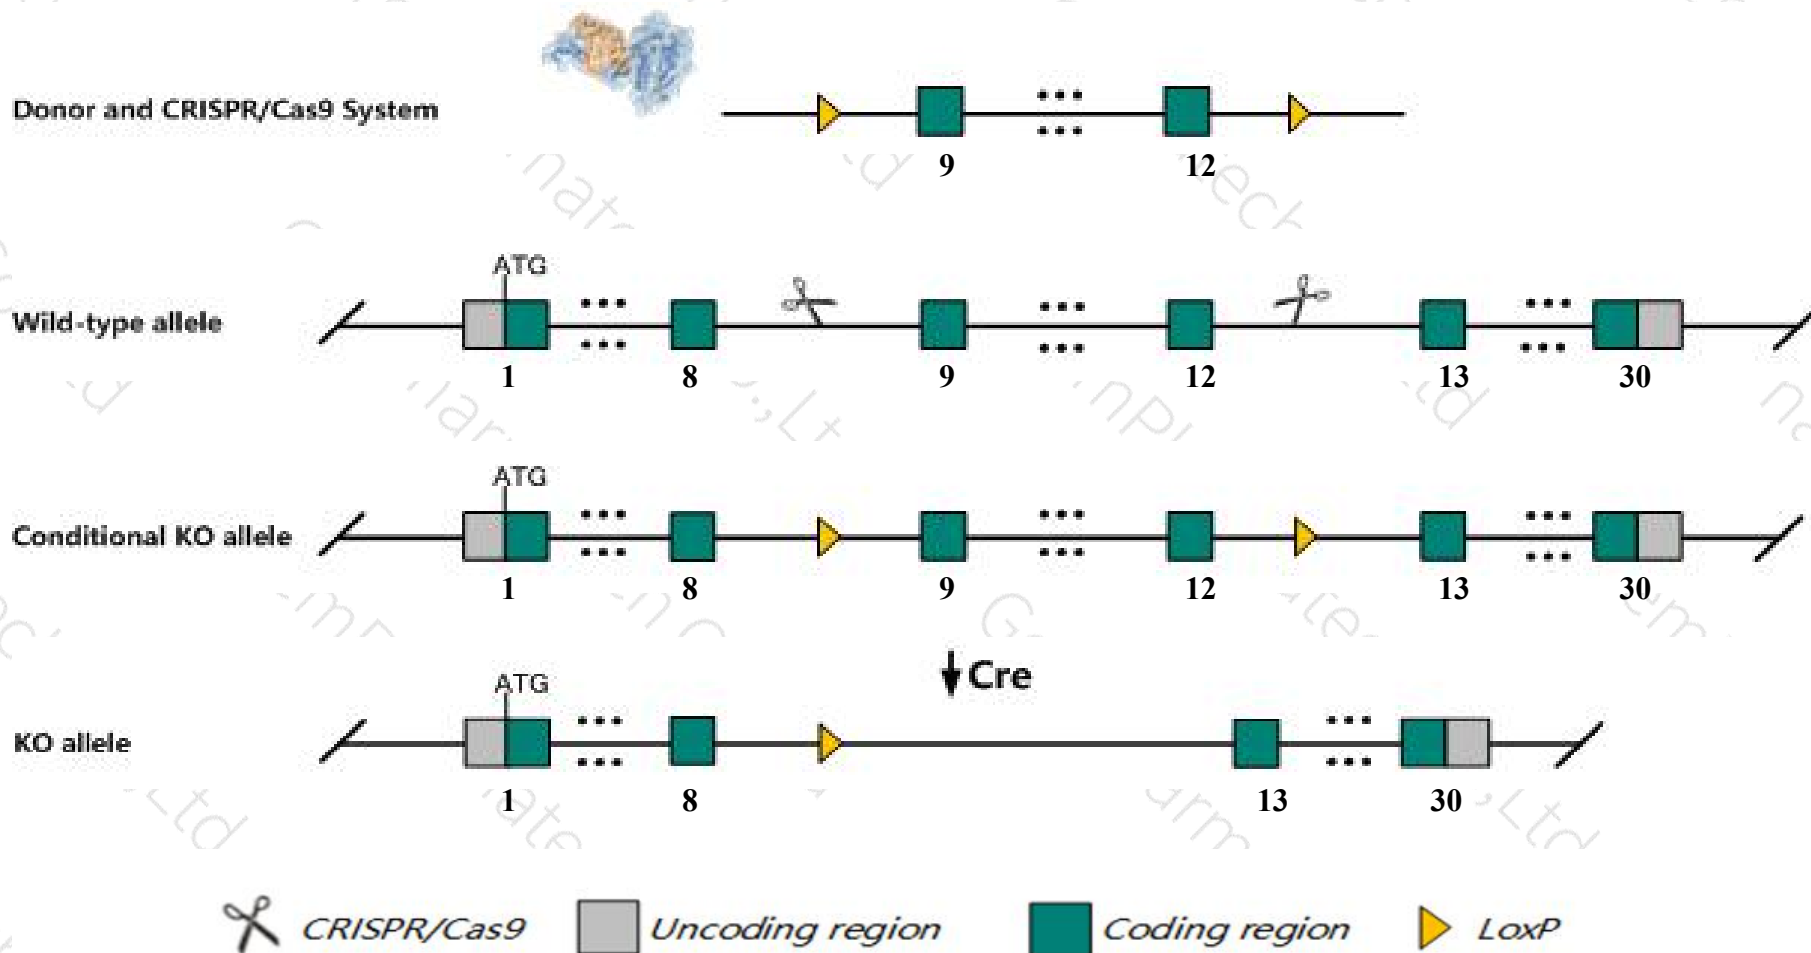 Donor and CRISPR/Cas9 System
9 12
ATG
Wild-type allele
1 8 9 12 13 30
ATG
Conditional KO allele
1 8 9 12 13 30
Cre
ATG
KO allele
1 8 13 30
CRISPR/Cas9 Uncoding region Coding region LoxP